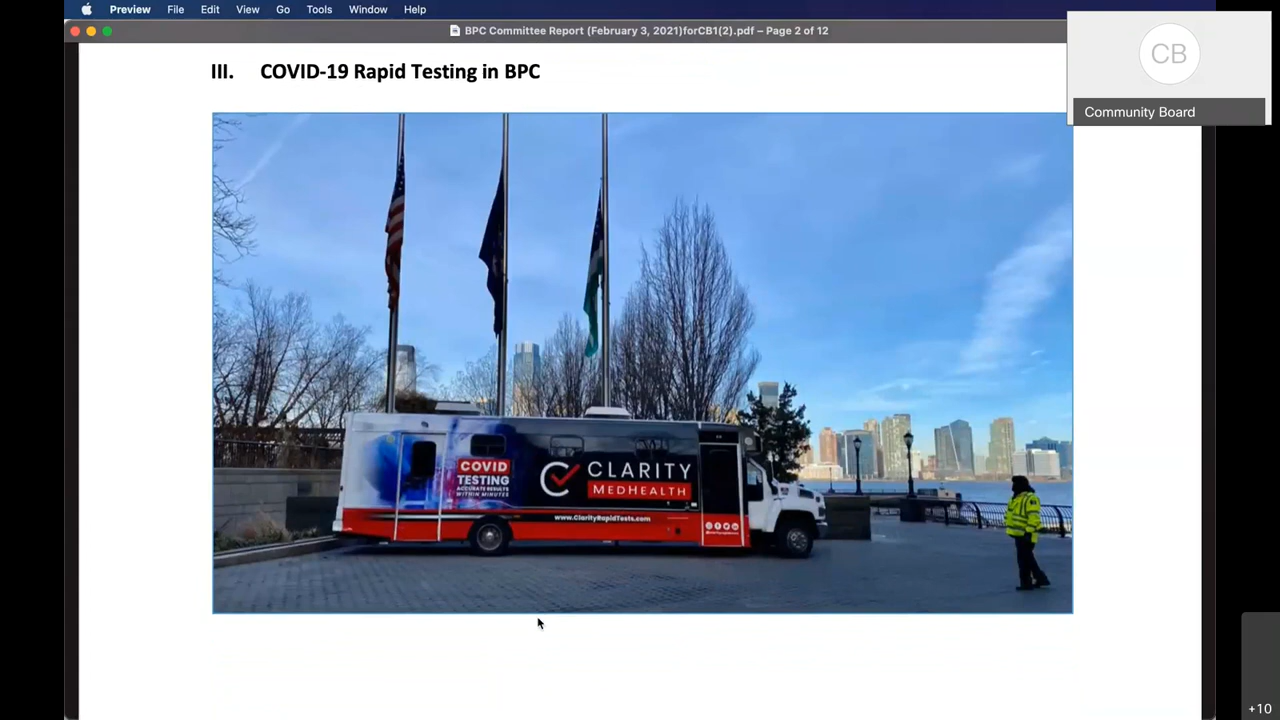 Preview File Edit View Go Tools Window Help
BPC Committee Report (February 3, 2021)forCB1(2).pdf – Page 2 of 12
CB
Community Board
III. COVID-19 Rapid Testing in BPC
COVID
TESTING
ACCURATE RESULTS
WITHIN MINUTES
CLARITY
MEDHEALTH
www.ClarityRapidTests.com
+10